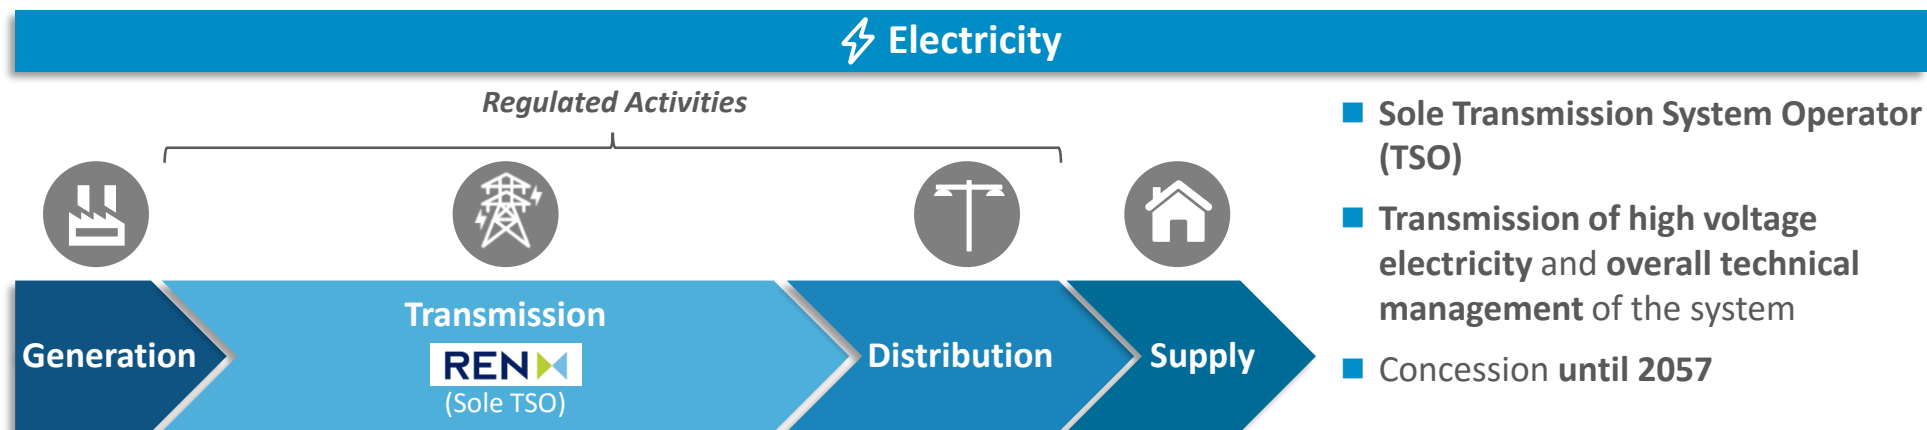 Electricity
Regulated Activities
Generation
Transmission
REN
(Sole TSO)
Distribution
Supply
Sole Transmission System Operator
(TSO)
Transmission of high voltage
electricity and overall technical
management of the system
Concession until 2057